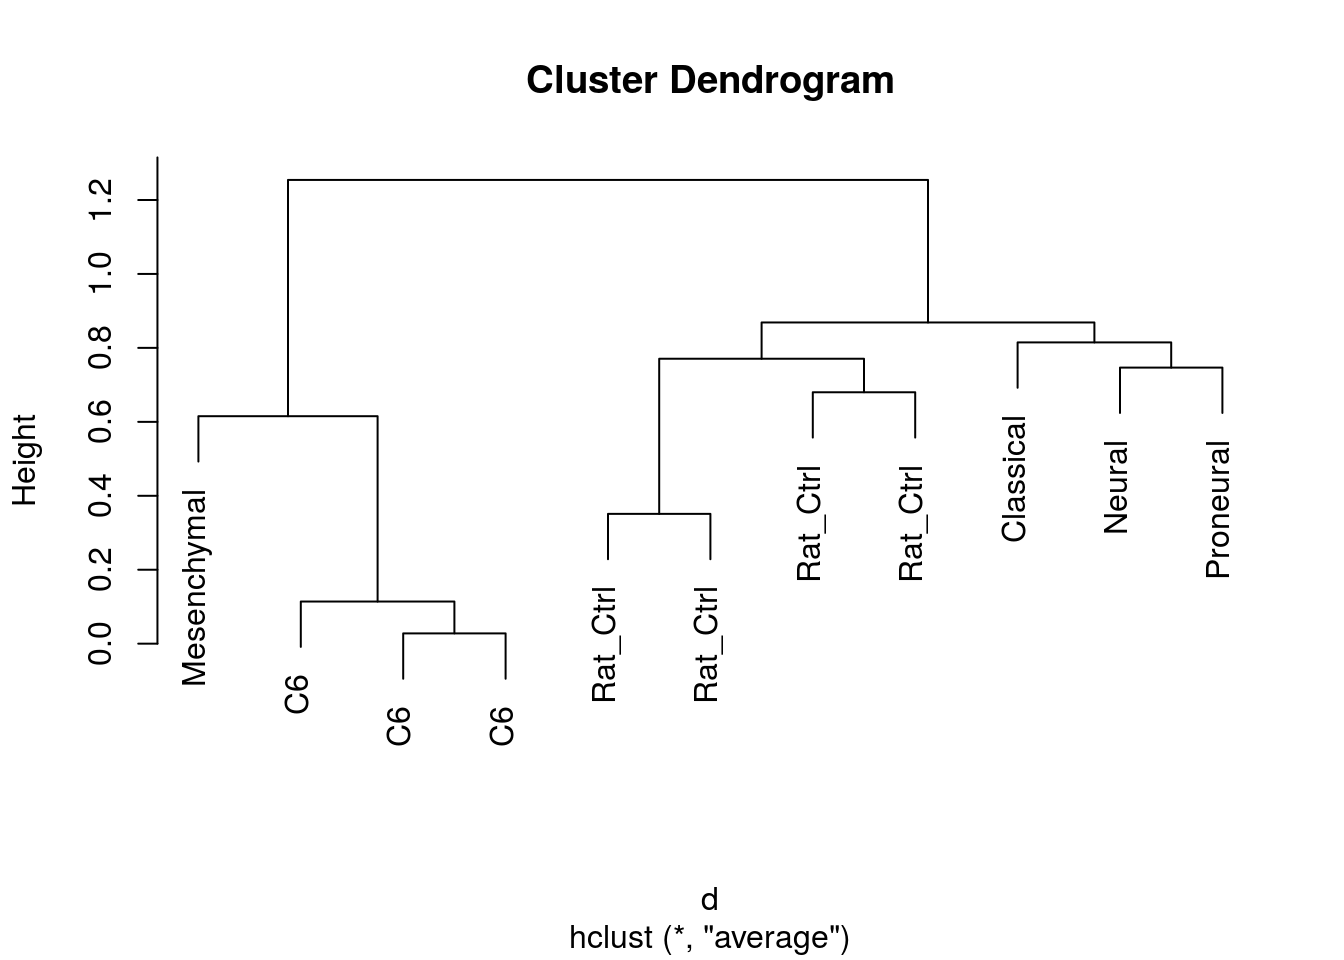 Cluster Dendrogram
Height
0.0
0.2
0.4
0.6
0.8
1.0
1.2
Mesenchymal
C6
C6
C6
Rat_Ctrl
Rat_Ctrl
Rat_Ctrl
Rat_Ctrl
Classical
Neural
Proneural
d
hclust (*, "average")